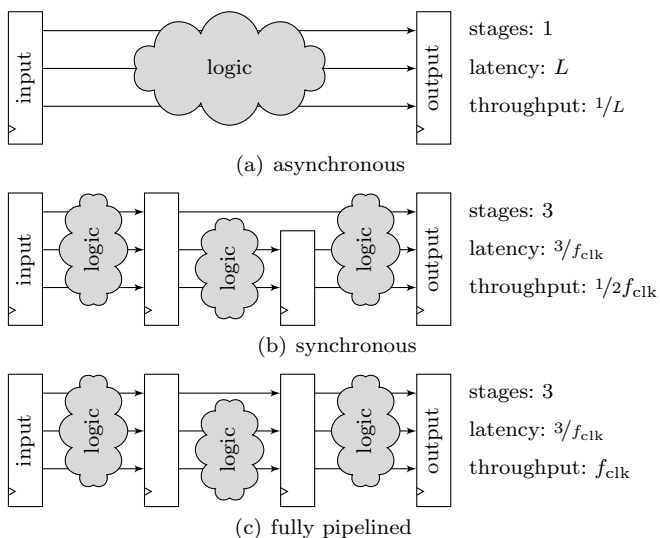 input
logic
output
stages: 1
latency: L
throughput: 1/L
(a) asynchronous
input
logic
logic
logic
output
stages: 3
latency: 3/fclk
throughput: 1/2fclk
(b) synchronous
input
logic
logic
logic
output
stages: 3
latency: 3/fclk
throughput: fclk
(c) fully pipelined